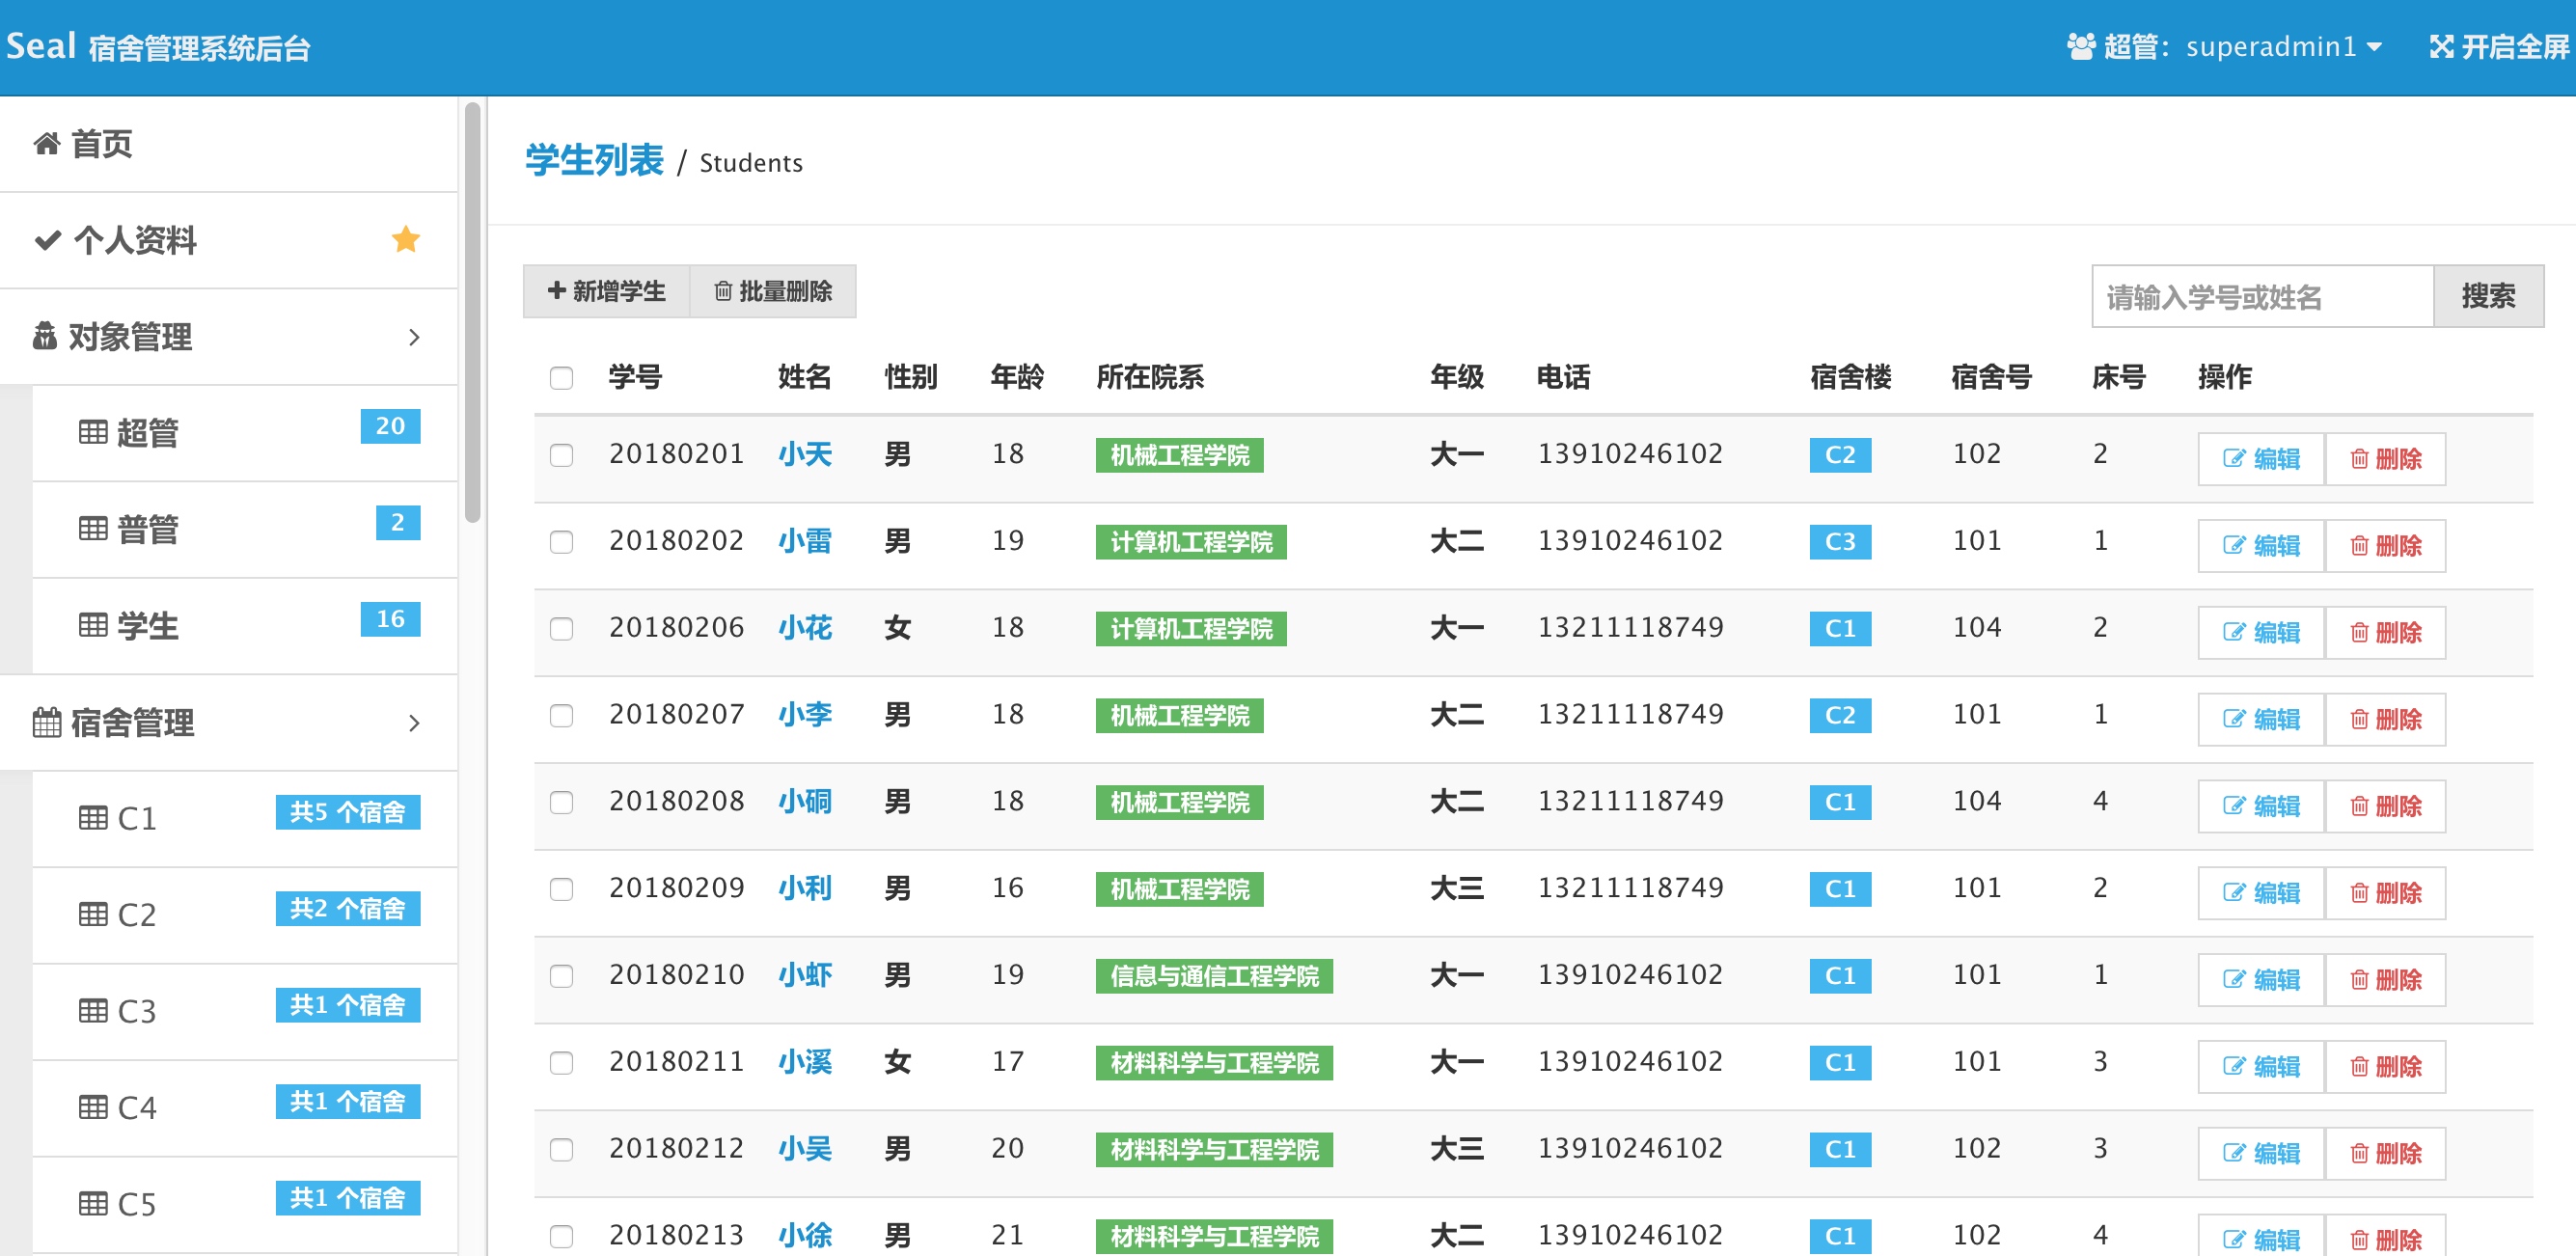 Seal 宿舍管理系统后台
超管：superadmin1
开启全屏
首页
个人资料
对象管理
超管 20
普管 2
学生 16
宿舍管理
C1 共5 个宿舍
C2 共2 个宿舍
C3 共1 个宿舍
C4 共1 个宿舍
C5 共1 个宿舍
学生列表 / Students
新增学生 批量删除
请输入学号或姓名 搜索
学号 姓名 性别 年龄 所在院系 年级 电话 宿舍楼 宿舍号 床号 操作
20180201 小天 男 18 机械工程学院 大一 13910246102 C2 102 2 编辑 删除
20180202 小雷 男 19 计算机工程学院 大二 13910246102 C3 101 1 编辑 删除
20180206 小花 女 18 计算机工程学院 大一 13211118749 C1 104 2 编辑 删除
20180207 小李 男 18 机械工程学院 大二 13211118749 C2 101 1 编辑 删除
20180208 小硐 男 18 机械工程学院 大二 13211118749 C1 104 4 编辑 删除
20180209 小利 男 16 机械工程学院 大三 13211118749 C1 101 2 编辑 删除
20180210 小虾 男 19 信息与通信工程学院 大一 13910246102 C1 101 1 编辑 删除
20180211 小溪 女 17 材料科学与工程学院 大一 13910246102 C1 101 3 编辑 删除
20180212 小吴 男 20 材料科学与工程学院 大三 13910246102 C1 102 3 编辑 删除
20180213 小徐 男 21 材料科学与工程学院 大二 13910246102 C1 102 4 编辑 删除